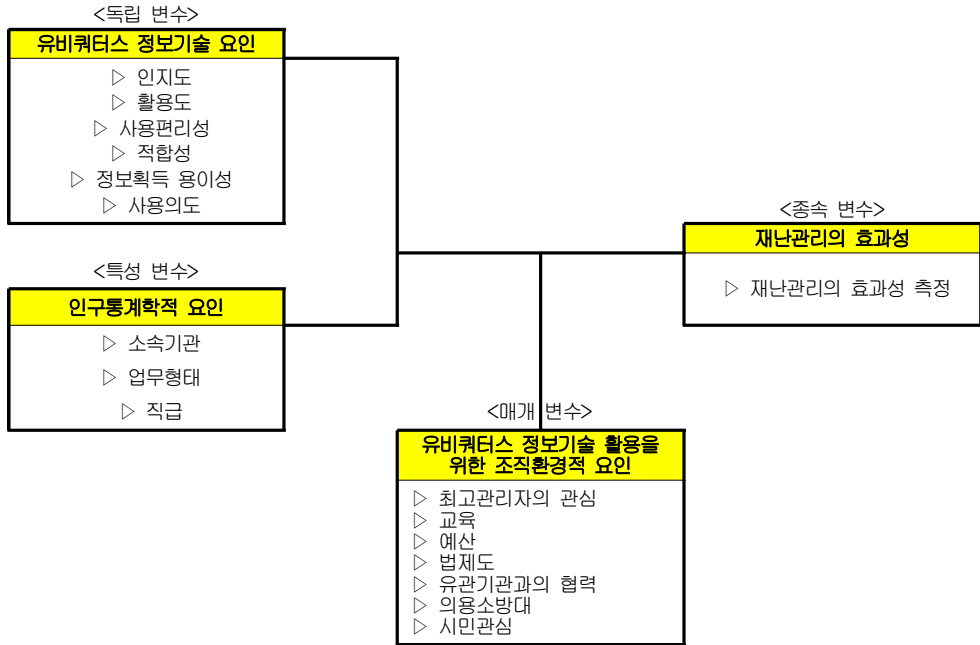 <독립 변수>
유비쿼터스 정보기술 요인
▷ 인지도
▷ 활용도
▷ 사용편리성
▷ 적합성
▷ 정보획득 용이성
▷ 사용의도
<특성 변수>
인구통계학적 요인
▷ 소속기관
▷ 업무형태
▷ 직급
<종속 변수>
재난관리의 효과성
▷ 재난관리의 효과성 측정
<매개 변수>
유비쿼터스 정보기술 활용을
위한 조직환경적 요인
▷ 최고관리자의 관심
▷ 교육
▷ 예산
▷ 법제도
▷ 유관기관과의 협력
▷ 의용소방대
▷ 시민관심